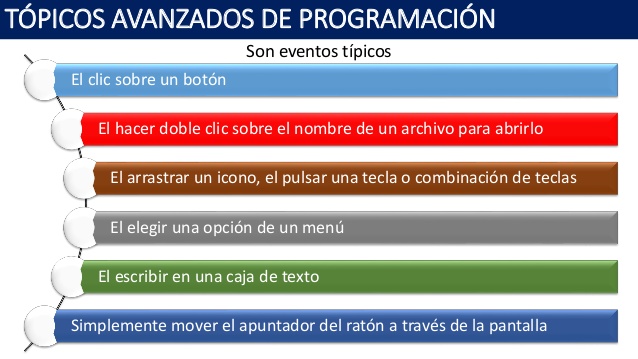 TÓPICOS AVANZADOS DE PROGRAMACIÓN
Son eventos típicos
El clic sobre un botón
El hacer doble clic sobre el nombre de un archivo para abrirlo
El arrastrar un icono, el pulsar una tecla o combinación de teclas
El elegir una opción de un menú
El escribir en una caja de texto
Simplemente mover el apuntador del ratón a través de la pantalla